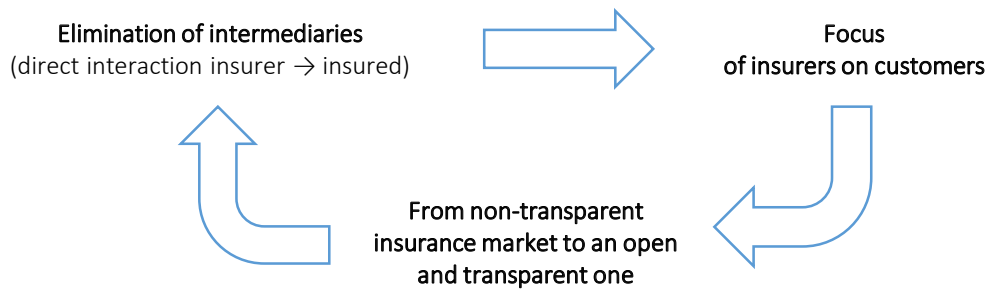 Elimination of intermediaries
(direct interaction insurer → insured)
Focus
of insurers on customers
From non-transparent
insurance market to an open
and transparent one